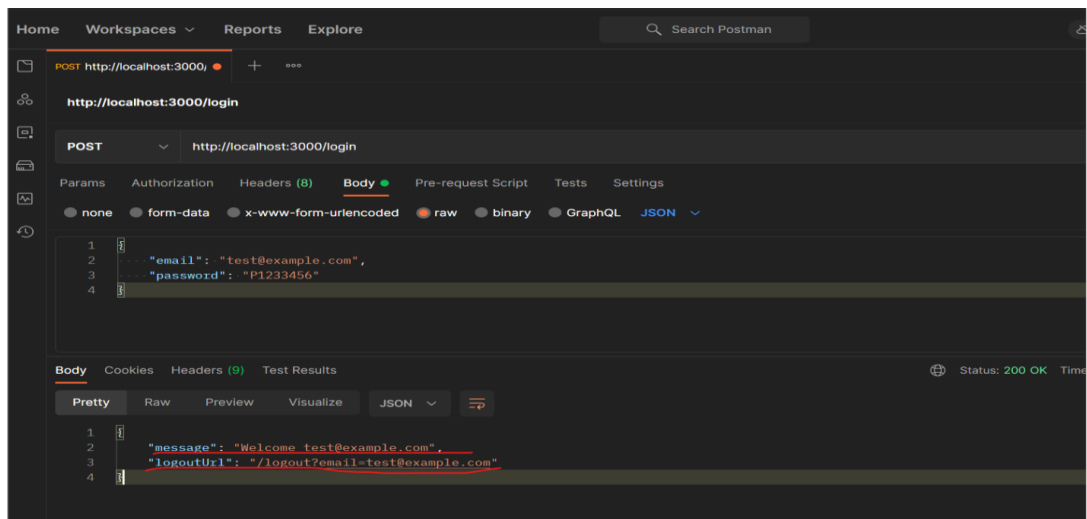 Home Workspaces Reports Explore Search Postman
POST http://localhost:3000/
http://localhost:3000/login
POST http://localhost:3000/login
Params Authorization Headers (8) Body Pre-request Script Tests Settings
none form-data x-www-form-urlencoded raw binary GraphQL JSON
1 {
2 "email": "test@example.com",
3 "password": "P1233456"
4 }
Body Cookies Headers (9) Test Results Status: 200 OK Time
Pretty Raw Preview Visualize JSON
1 {
2 "message": "Welcome test@example.com",
3 "logoutUrl": "/logout?email=test@example.com"
4 }